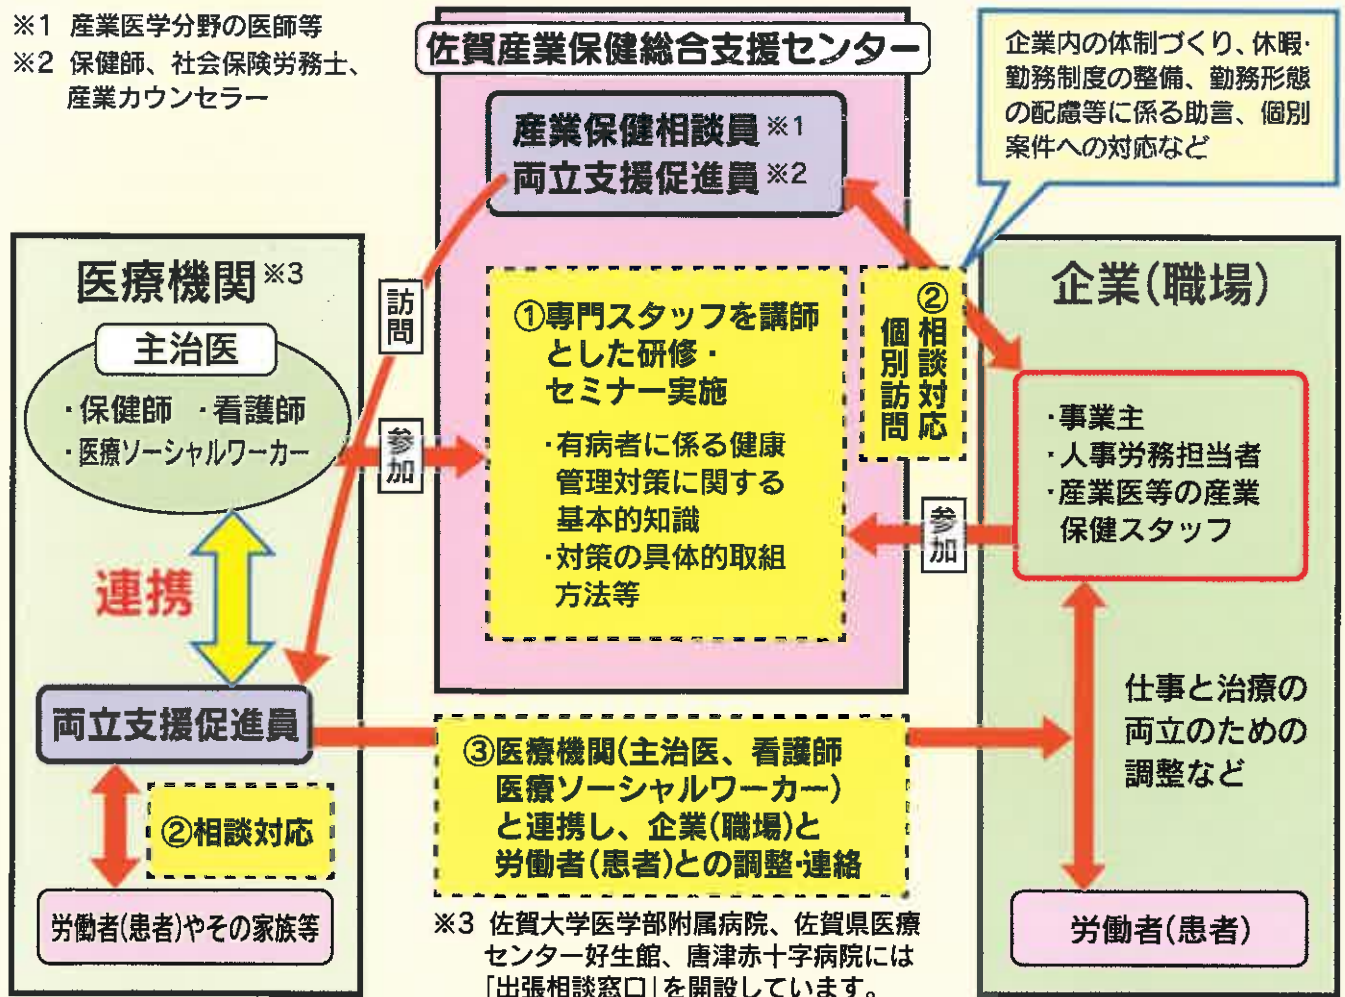 ※1 産業医学分野の医師等
※2 保健師、社会保険労務士、
産業カウンセラー
佐賀産業保健総合支援センター
産業保健相談員※1
両立支援促進員※2
企業内の体制づくり、休暇・
勤務制度の整備、勤務形態
の配慮等に係る助言、個別
案件への対応など
医療機関※3
主治医
・保健師 ・看護師
・医療ソーシャルワーカー
訪問
参加
①専門スタッフを講師
とした研修・
セミナー実施
・有病者に係る健康
管理対策に関する
基本的知識
・対策の具体的取組
方法等
②相談対応
個別訪問
参加
企業(職場)
・事業主
・人事労務担当者
・産業医等の産業
保健スタッフ
連携
両立支援促進員
②相談対応
労働者(患者)やその家族等
③医療機関(主治医、看護師
医療ソーシャルワーカー)
と連携し、企業(職場)と
労働者(患者)との調整・連絡
仕事と治療の
両立のための
調整など
労働者(患者)
※3 佐賀大学医学部附属病院、佐賀県医療
センター好生館、唐津赤十字病院には
「出張相談窓口」を開設しています。